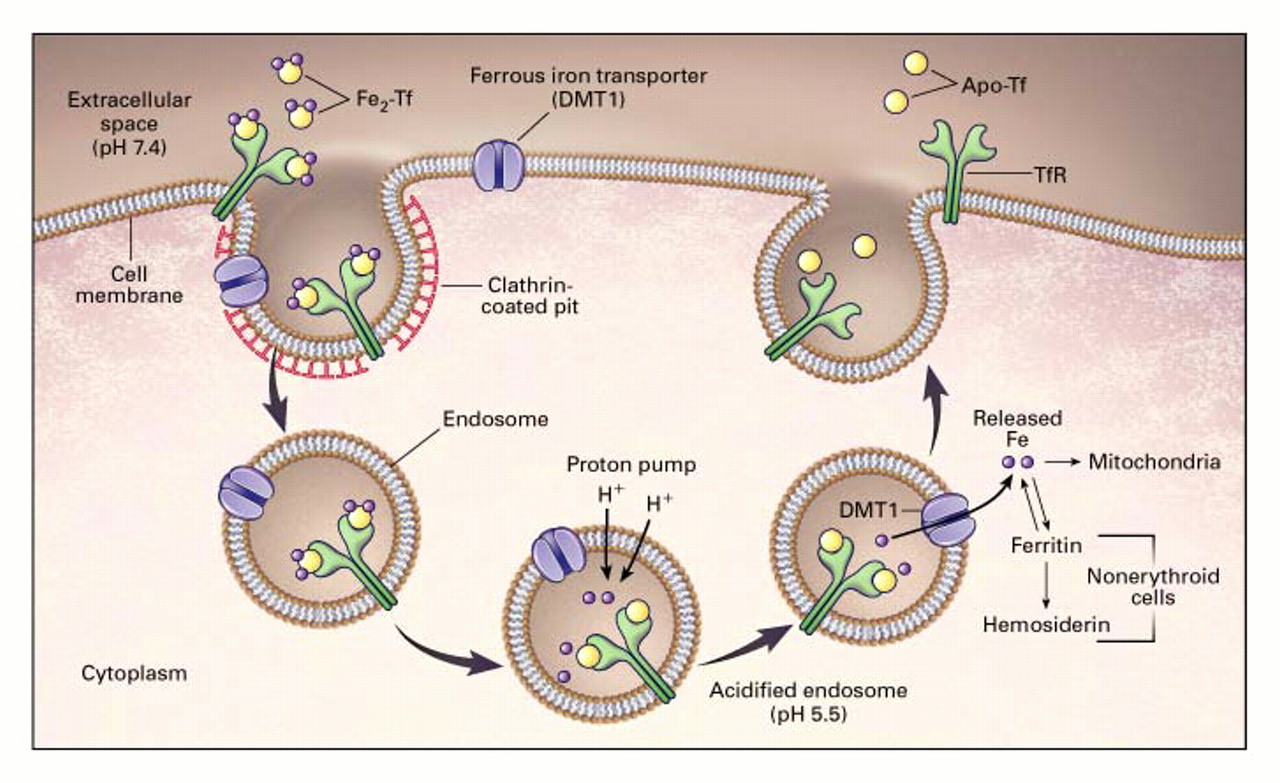 Extracellular
space
(pH 7.4)
Fe₂-Tf
Ferrous iron transporter
(DMT1)
Apo-Tf
TfR
Cell
membrane
Clathrin-
coated pit
Endosome
Proton pump
H⁺
H⁺
Released
Fe
Mitochondria
DMT1
Ferritin
Nonerythroid
cells
Hemosiderin
Cytoplasm
Acidified endosome
(pH 5.5)